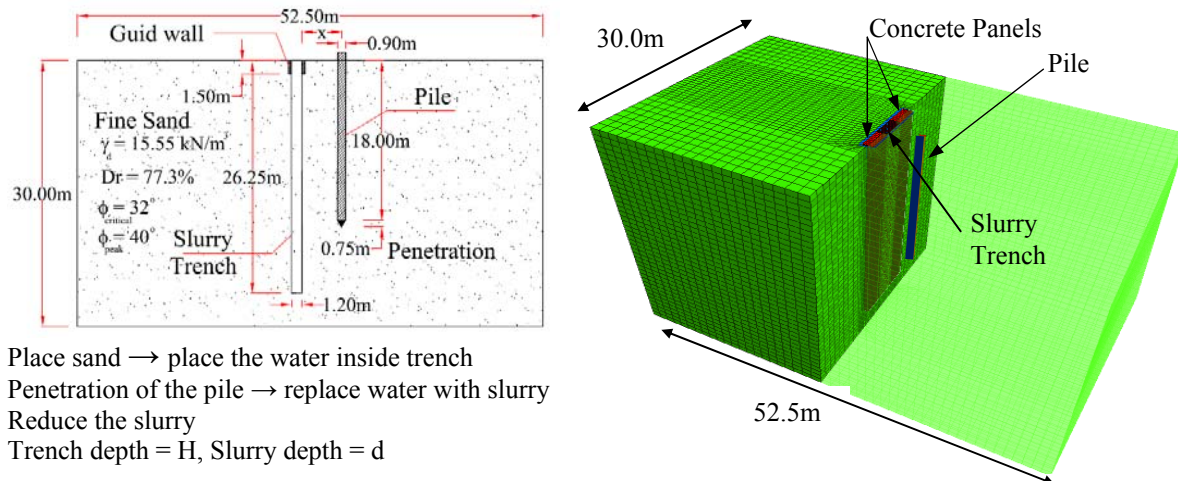 52.50m
Guid wall
x
0.90m
1.50m
Pile
Fine Sand
γd = 15.55 kN/m³
18.00m
Dr = 77.3%
26.25m
30.00m
ϕcritical = 32°
ϕpeak = 40°
Slurry
Trench
0.75m
Penetration
1.20m
Place sand → place the water inside trench
Penetration of the pile → replace water with slurry
Reduce the slurry
Trench depth = H, Slurry depth = d
30.0m
Concrete Panels
Pile
Slurry
Trench
52.5m